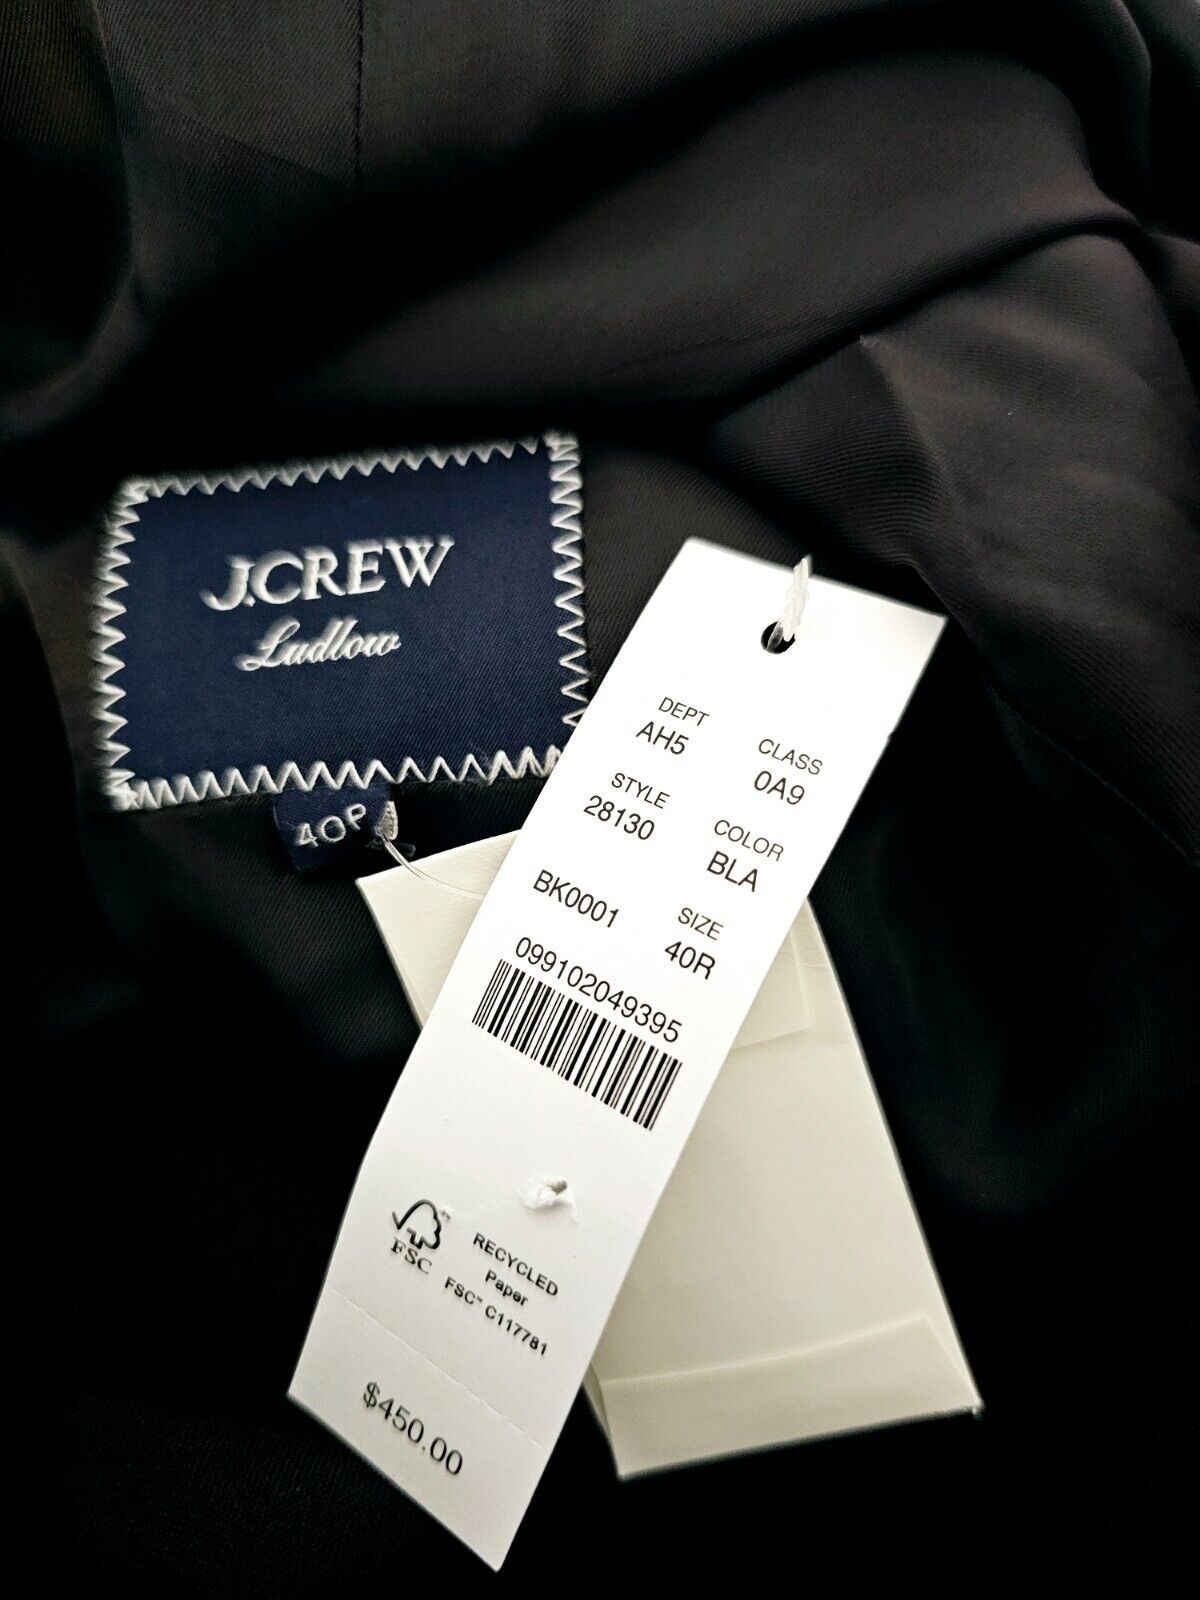 J.CREW
Ludlow
40R
DEPT
AH5
CLASS
0A9
STYLE
28130
COLOR
BLA
BK0001
SIZE
40R
099102049395
FSC
RECYCLED
Paper
FSC™ C117781
$450.00